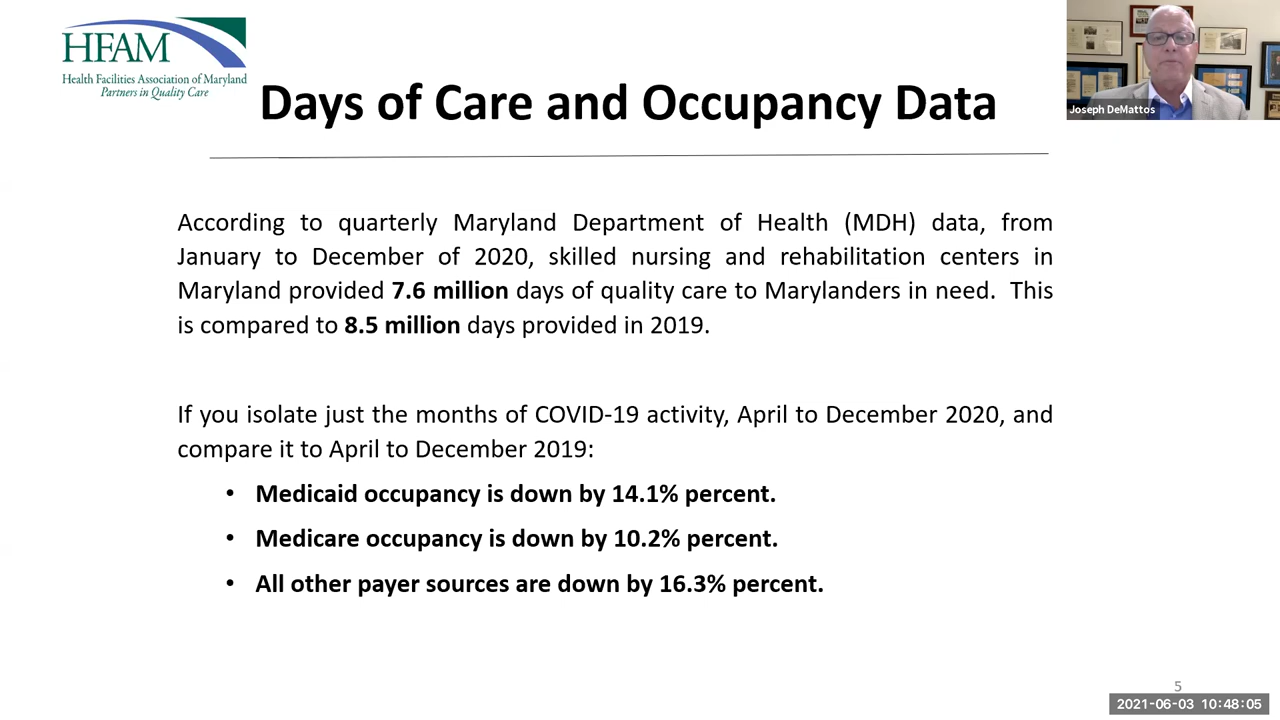 HFAM
Health Facilities Association of Maryland
Partners in Quality Care
Days of Care and Occupancy Data
Joseph DeMattos
According to quarterly Maryland Department of Health (MDH) data, from
January to December of 2020, skilled nursing and rehabilitation centers in
Maryland provided 7.6 million days of quality care to Marylanders in need. This
is compared to 8.5 million days provided in 2019.
If you isolate just the months of COVID-19 activity, April to December 2020, and
compare it to April to December 2019:
• Medicaid occupancy is down by 14.1% percent.
• Medicare occupancy is down by 10.2% percent.
• All other payer sources are down by 16.3% percent.
5
2021-06-03 10:48:05